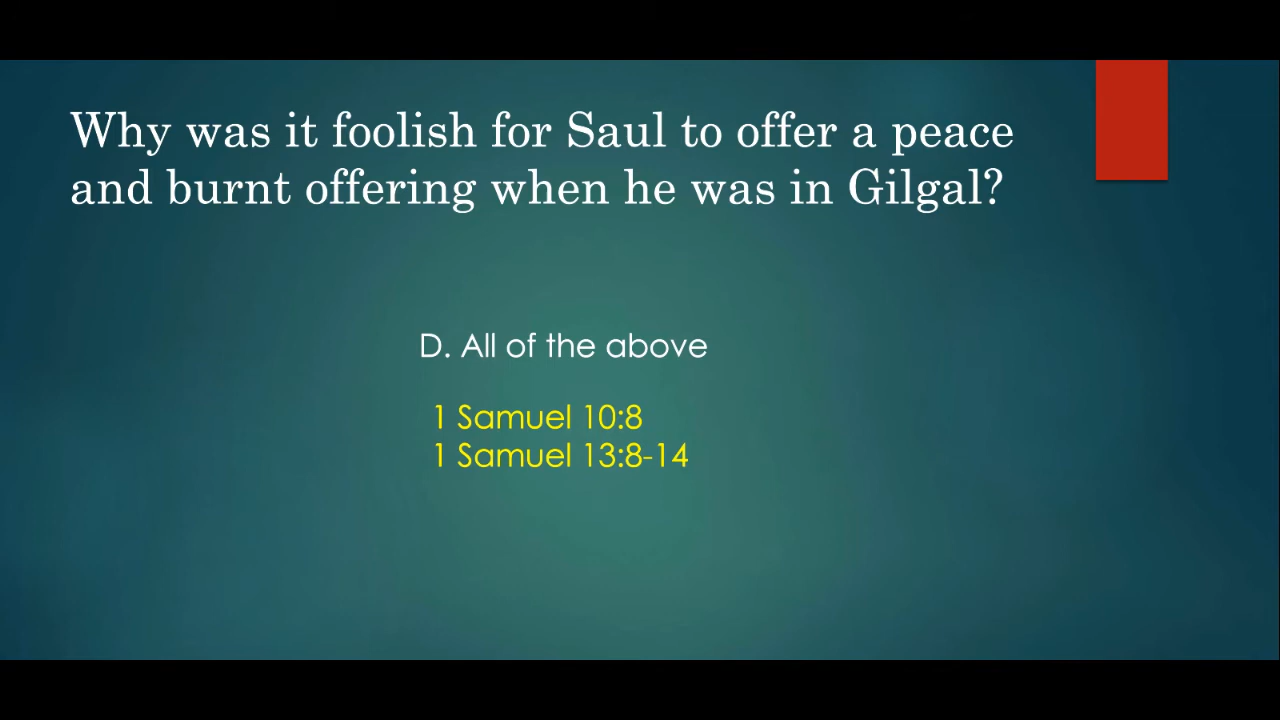 Why was it foolish for Saul to offer a peace
and burnt offering when he was in Gilgal?
D. All of the above
1 Samuel 10:8
1 Samuel 13:8-14